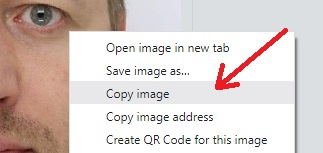 Open image in new tab
Save image as...
Copy image
Copy image address
Create QR Code for this image